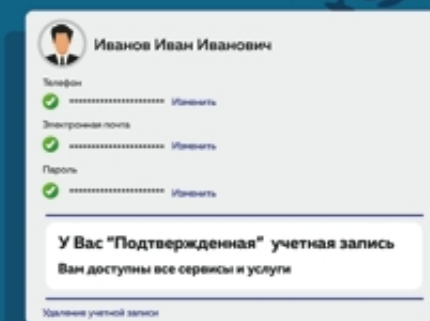 Иванов Иван Иванович
Телефон
*********************** Изменить
Электронная почта
*********************** Изменить
Пароль
*********************** Изменить
У Вас "Подтвержденная" учетная запись
Вам доступны все сервисы и услуги
Удаление учетной записи